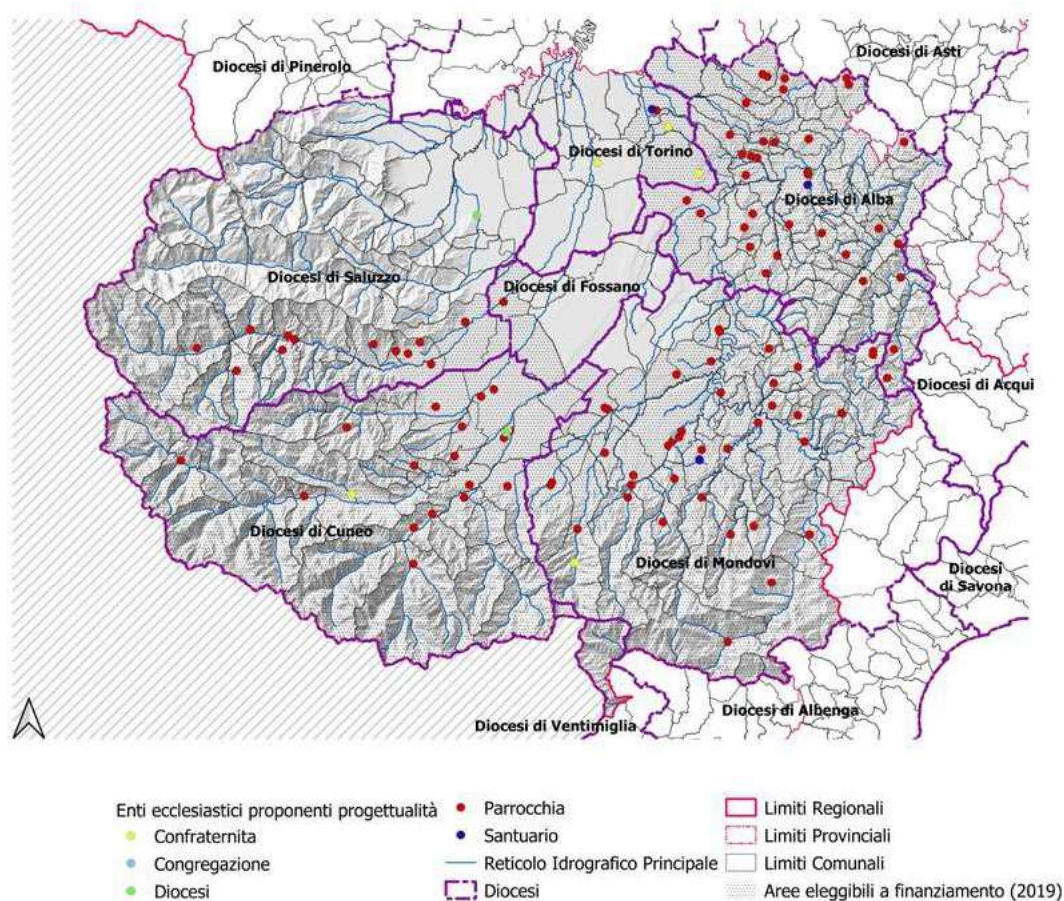 Diocesi di Pinerolo
Diocesi di Asti
Diocesi di Torino
Diocesi di Alba
Diocesi di Saluzzo
Diocesi di Fossano
Diocesi di Acqui
Diocesi di Cuneo
Diocesi di Mondovì
Diocesi
di Savona
Diocesi di Albenga
Diocesi di Ventimiglia
Enti ecclesiastici proponenti progettualità
Confraternita
Congregazione
Diocesi
Parrocchia
Santuario
Reticolo Idrografico Principale
Diocesi
Limiti Regionali
Limiti Provinciali
Limiti Comunali
Aree eleggibili a finanziamento (2019)